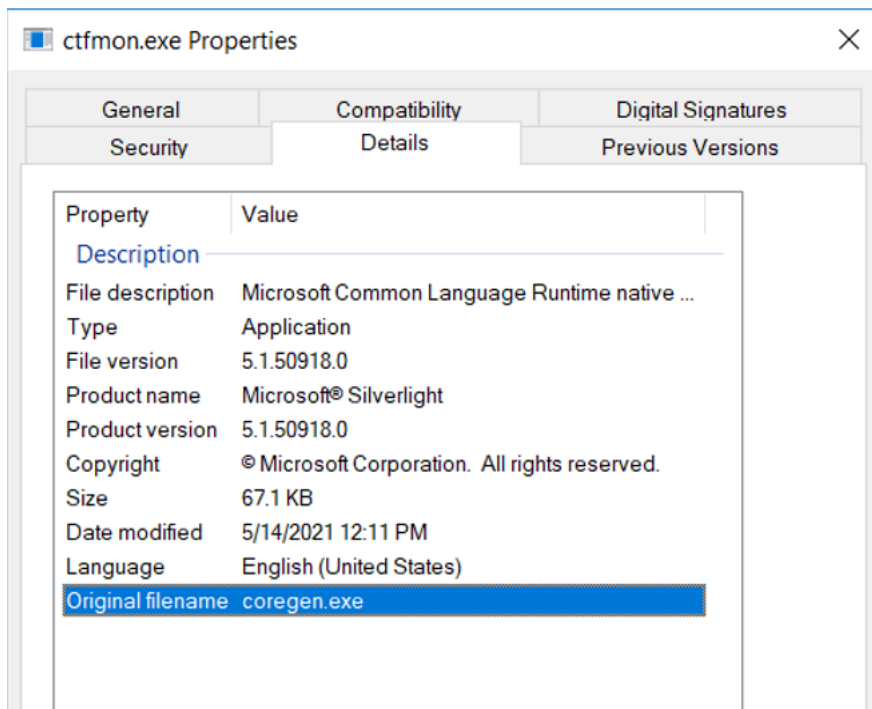 ctfmon.exe Properties
General Compatibility Digital Signatures
Security Details Previous Versions
Property Value
Description
File description Microsoft Common Language Runtime native ...
Type Application
File version 5.1.50918.0
Product name Microsoft® Silverlight
Product version 5.1.50918.0
Copyright © Microsoft Corporation. All rights reserved.
Size 67.1 KB
Date modified 5/14/2021 12:11 PM
Language English (United States)
Original filename coregen.exe